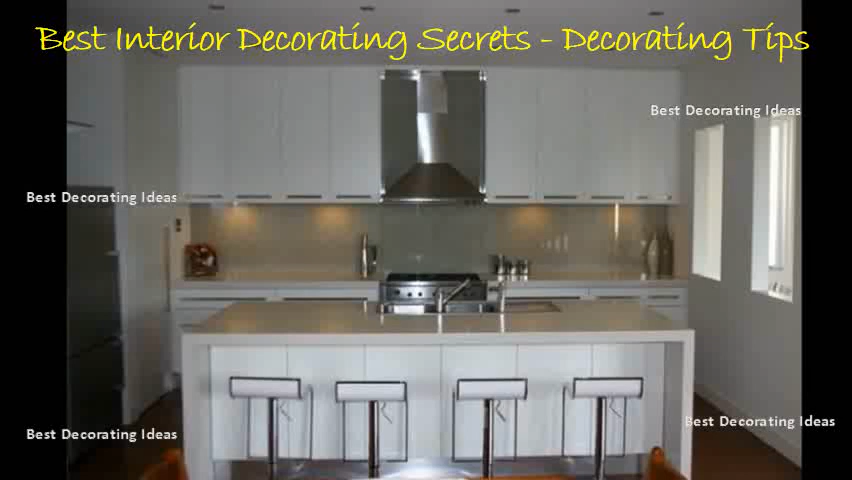 Best Interior Decorating Secrets - Decorating Tips
Best Decorating Ideas
Best Decorating Ideas
Best Decorating Ideas
Best Decorating Ideas